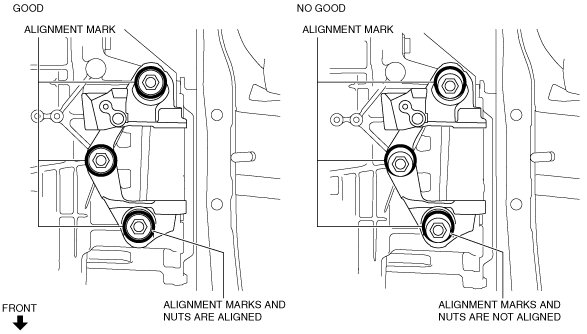 GOOD
ALIGNMENT MARK
NO GOOD
ALIGNMENT MARK
FRONT
ALIGNMENT MARKS AND
NUTS ARE ALIGNED
ALIGNMENT MARKS AND
NUTS ARE NOT ALIGNED